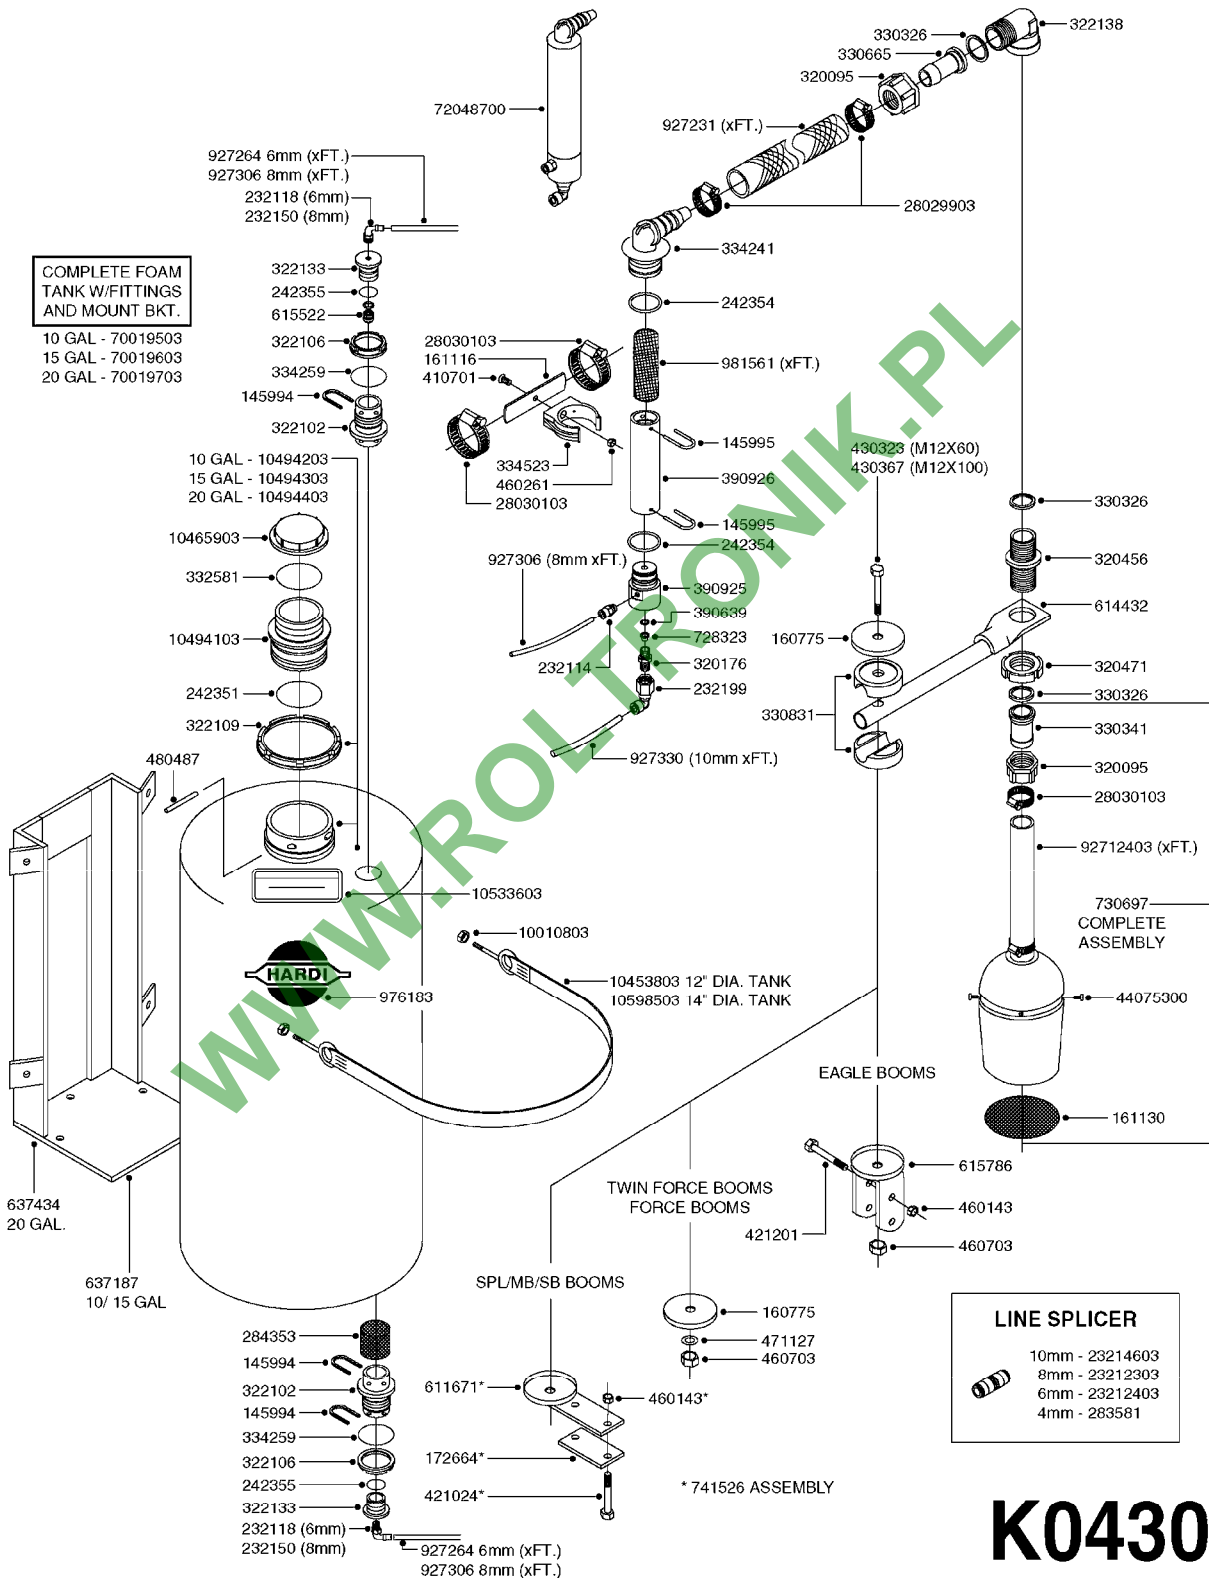 322138
330326
330665
320095
72048700
927231 (xFT.)
927264 6mm (xFT.)
927306 8mm (xFT.)
232118 (6mm)
232150 (8mm)
28029903
334241
COMPLETE FOAM
TANK W/FITTINGS
AND MOUNT BKT.
10 GAL - 70019503
15 GAL - 70019603
20 GAL - 70019703
322133
242355
615522
322106
334259
145994
322102
242354
28030103
161116
410701
981561 (xFT.)
145995
334523
460261
28030103
390926
430323 (M12X60)
430367 (M12X100)
10 GAL - 10494203
15 GAL - 10494303
20 GAL - 10494403
330326
145995
242354
10465903
332581
927306 (8mm xFT.)
320456
390925
614432
390639
728323
160775
10494103
232114
320176
320471
232199
330326
242351
330831
330341
322109
480487
927330 (10mm xFT.)
320095
28030103
92712403 (xFT.)
10533603
730697
COMPLETE
ASSEMBLY
10010803
HARDI
976183
10453803 12" DIA. TANK
10598503 14" DIA. TANK
44075300
EAGLE BOOMS
161130
615786
TWIN FORCE BOOMS
FORCE BOOMS
637434
20 GAL.
421201
460143
460703
637187
10/ 15 GAL
SPL/MB/SB BOOMS
160775
471127
460703
LINE SPLICER
10mm - 23214603
8mm - 23212303
6mm - 23212403
4mm - 283581
284353
145994
322102
145994
334259
322106
242355
322133
232118 (6mm)
232150 (8mm)
927264 6mm (xFT.)
927306 8mm (xFT.)
611671*
460143*
172664*
421024*
* 741526 ASSEMBLY
K0430
WWW.ROLTRONIK.PL